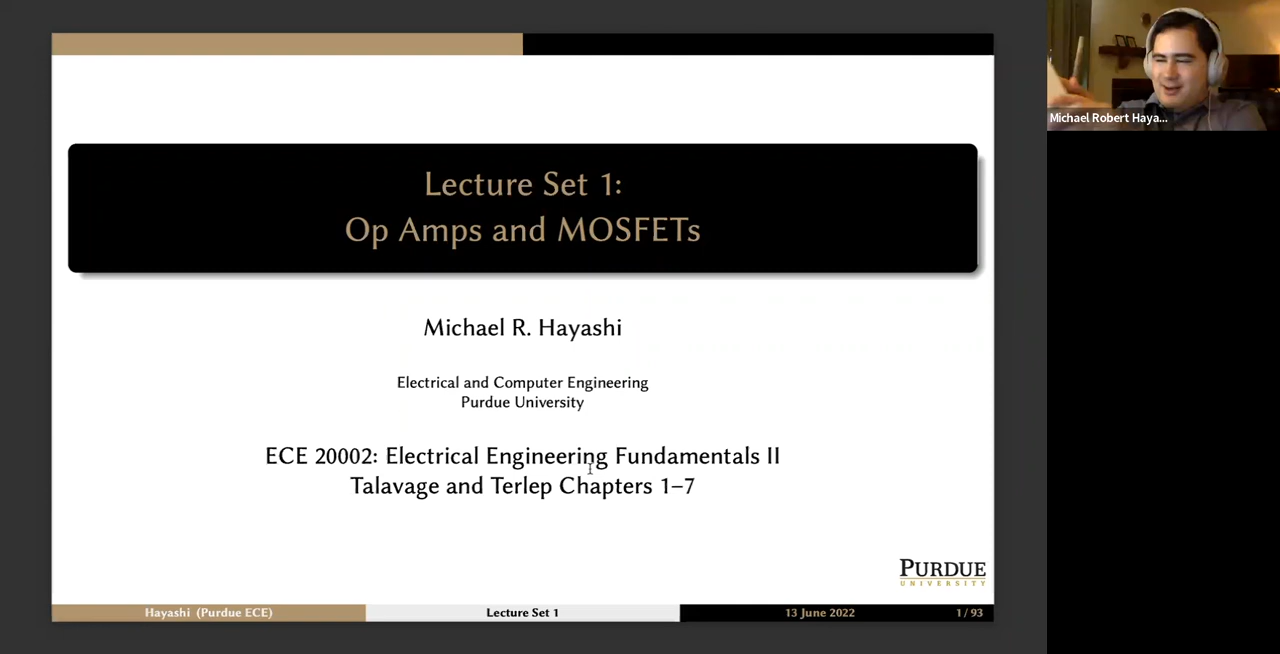 Lecture Set 1:
Op Amps and MOSFETs
Michael R. Hayashi
Electrical and Computer Engineering
Purdue University
ECE 20002: Electrical Engineering Fundamentals II
Talavage and Terlep Chapters 1–7
PURDUE
UNIVERSITY
Hayashi (Purdue ECE)
Lecture Set 1
13 June 2022
1 / 93
Michael Robert Haya...